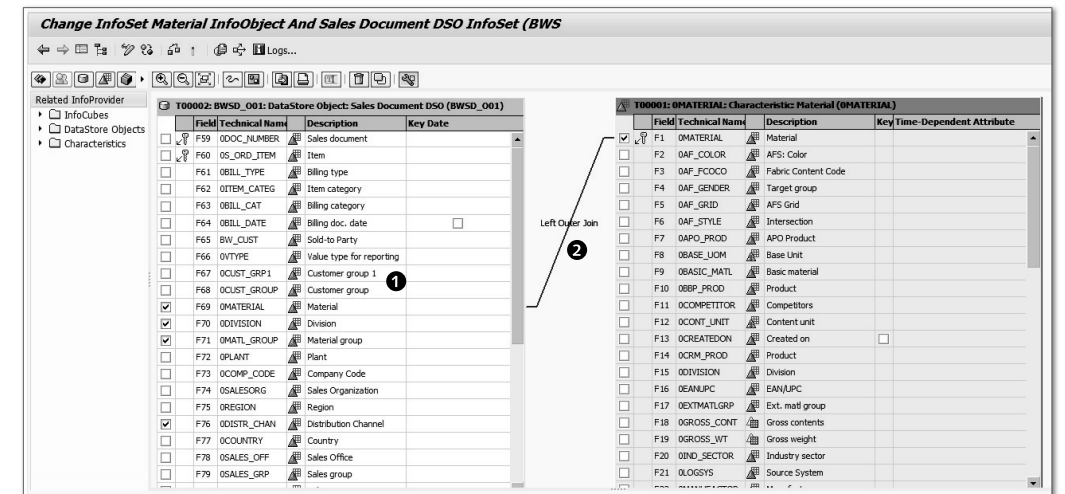 Change InfoSet Material InfoObject And Sales Document DSO InfoSet (BWS
Logs...
Related InfoProvider
InfoCubes
DataStore Objects
Characteristics
T00002: BWSD_O01: DataStore Object: Sales Document DSO (BWSD_O01)
Field Technical Name Description Key Date
F59 0DOC_NUMBER Sales document
F60 0S_ORD_ITEM Item
F61 0BILL_TYPE Billing type
F62 0ITEM_CATEG Item category
F63 0BILL_CAT Billing category
F64 0BILL_DATE Billing doc. date
F65 BW_CUST Sold-to Party
F66 0VTYPE Value type for reporting
F67 0CUST_GRP1 Customer group 1
F68 0CUST_GROUP Customer group
F69 0MATERIAL Material
F70 0DIVISION Division
F71 0MATL_GROUP Material group
F72 0PLANT Plant
F73 0COMP_CODE Company Code
F74 0SALESORG Sales Organization
F75 0REGION Region
F76 0DISTR_CHAN Distribution Channel
F77 0COUNTRY Country
F78 0SALES_OFF Sales Office
F79 0SALES_GRP Sales group
1
Left Outer Join
2
T00001: 0MATERIAL: Characteristic: Material (0MATERIAL)
Field Technical Name Description Key Time-Dependent Attribute
F1 0MATERIAL Material
F2 0AF_COLOR AFS: Color
F3 0AF_FCOCO Fabric Content Code
F4 0AF_GENDER Target group
F5 0AF_GRID AFS Grid
F6 0AF_STYLE Intersection
F7 0APO_PROD APO Product
F8 0BASE_UOM Base Unit
F9 0BASIC_MATL Basic material
F10 0BBP_PROD Product
F11 0COMPETITOR Competitors
F12 0CONT_UNIT Content unit
F13 0CREATEDON Created on
F14 0CRM_PROD Product
F15 0DIVISION Division
F16 0EANUPC EAN/UPC
F17 0EXTMATLGRP Ext. matl group
F18 0GROSS_CONT Gross contents
F19 0GROSS_WT Gross weight
F20 0IND_SECTOR Industry sector
F21 0LOGSYS Source System